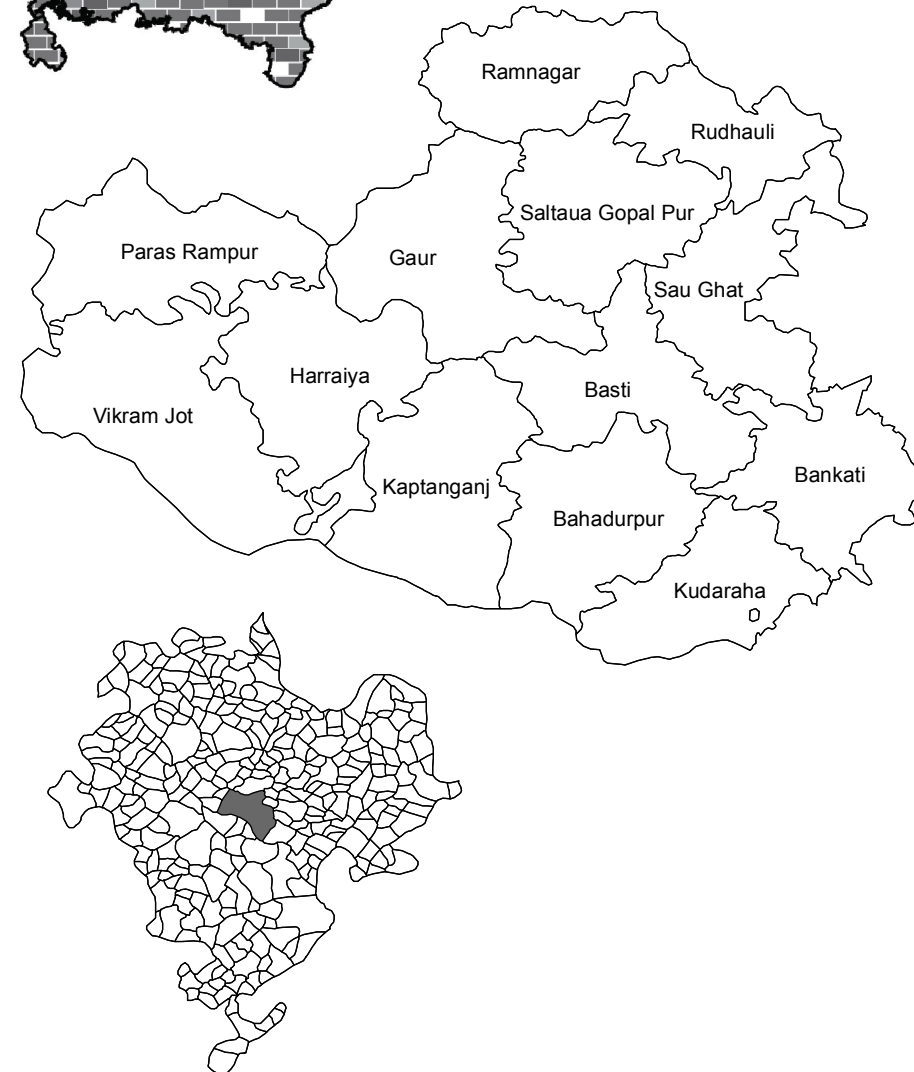 Ramnagar
Rudhauli
Saltaua Gopal Pur
Paras Rampur
Gaur
Sau Ghat
Harraiya
Basti
Vikram Jot
Bankati
Kaptanganj
Bahadurpur
Kudaraha